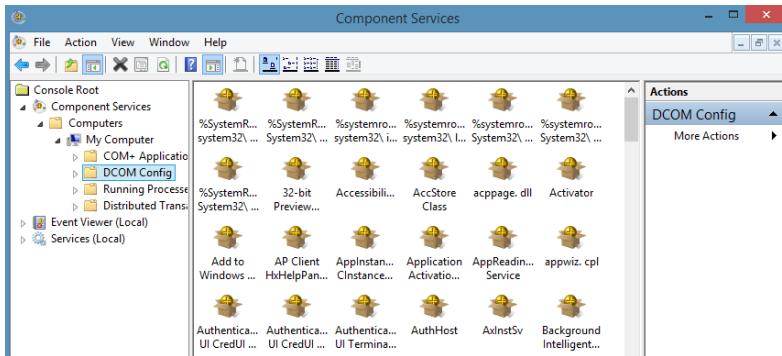 Component Services
File Action View Window Help
Console Root
Component Services
Computers
My Computer
COM+ Applicatio
DCOM Config
Running Processe
Distributed Trans
Event Viewer (Local)
Services (Local)
%SystemR... %SystemR... %systemro... %systemro... %systemro... %systemro...
system32\ ... System32\ ... system32\ i... system32\ l... System32\ ... System32\ ...
%SystemR... 32-bit Accessibili... AccStore acppage. dll Activator
System32\ ... Preview... Class
Add to AP Client AppInstan... Application AppReadin... appwiz. cpl
Windows ... HxHelpPan... CInstance... Activatio... Service
Authentica... Authentica... Authentica... AuthHost AxInstSv Background
UI CredUI ... UI CredUI ... UI Termina... Intelligent...
Actions
DCOM Config
More Actions